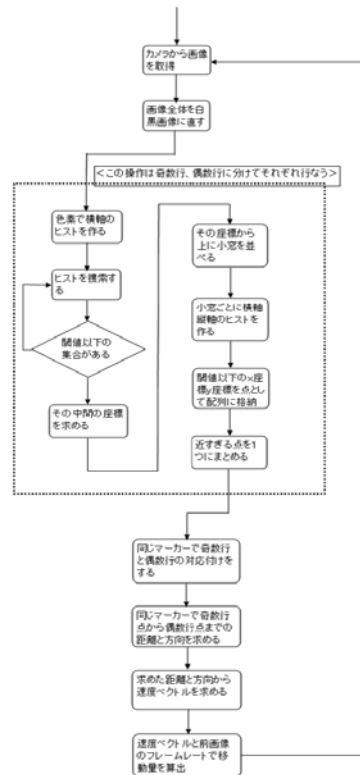 カメラから画像
を取得
画像全体を白
黒画像に直す
＜この操作は奇数行、偶数行に分けてそれぞれ行なう＞
色素で横軸の
ヒストを作る
ヒストを捜索す
る
閾値以下の
集合がある
その中間の座標
を求める
その座標から
上に小窓を並
べる
小窓ごとに横軸
縦軸のヒストを
作る
閾値以下のx座
標y座標を点とし
て配列に格納
近すぎる点を1
つにまとめる
同じマーカーで奇数行
と偶数行の対応付けを
する
同じマーカーで奇数行
点から偶数行点までの
距離と方向を求める
求めた距離と方向から
速度ベクトルを求める
速度ベクトルと前画像
のフレームレートで移
動量を算出